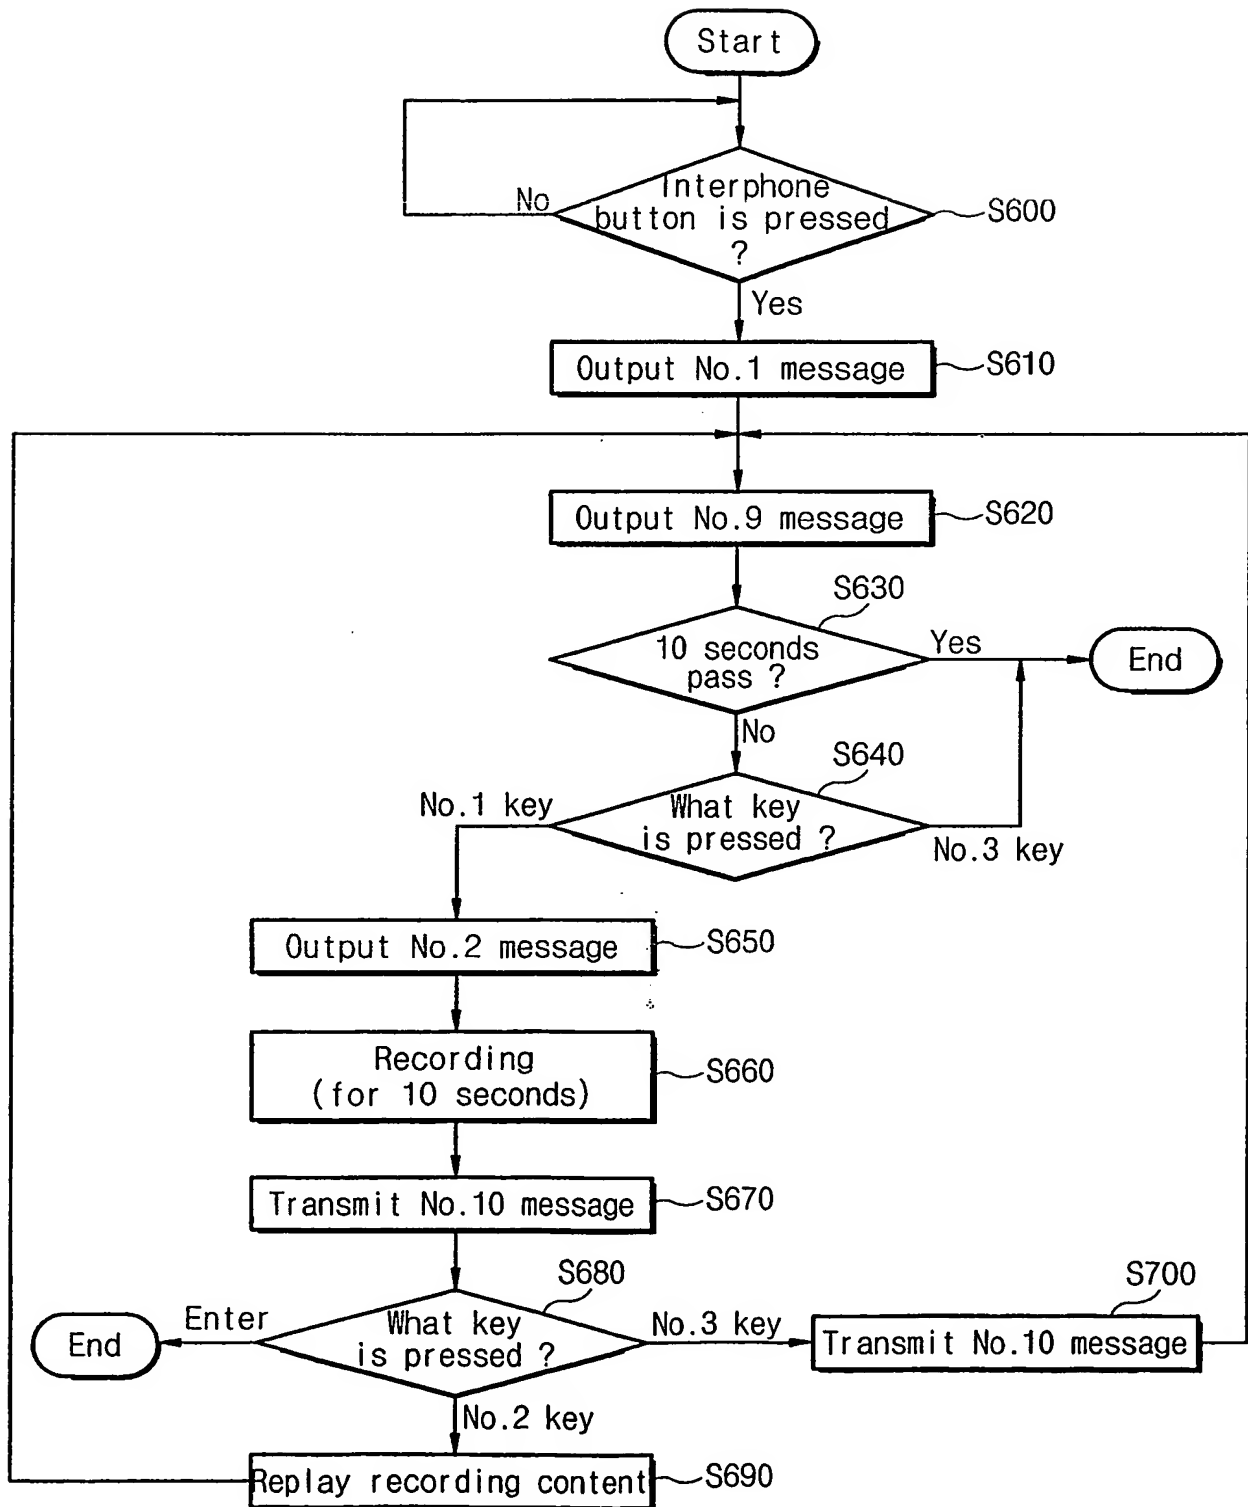 Start
No
Interphone
button is pressed
?
S600
Yes
Output No.1 message
S610
Output No.9 message
S620
S630
10 seconds
pass ?
Yes
End
No
S640
No.1 key
What key
is pressed ?
No.3 key
Output No.2 message
S650
Recording
(for 10 seconds)
S660
Transmit No.10 message
S670
S680
S700
End
Enter
What key
is pressed ?
No.3 key
Transmit No.10 message
No.2 key
Replay recording content
S690